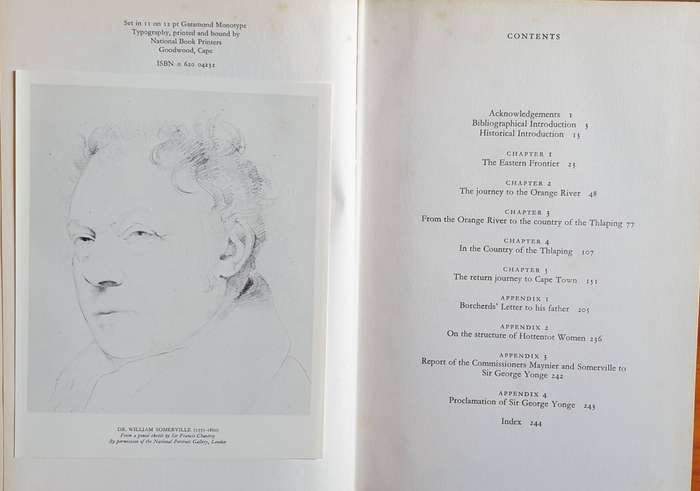 Set in 11 on 12 pt Garamond Monotype
Typography, printed and bound by
National Book Printers
Goodwood, Cape
ISBN 0 620 04232
DR. WILLIAM SOMERVILLE
From a pencil sketch by Sir Francis Chantrey
By permission of the National Portrait Gallery, London
CONTENTS
Acknowledgements 1
Bibliographical Introduction 3
Historical Introduction 13
CHAPTER 1
The Eastern Frontier 23
CHAPTER 2
The journey to the Orange River 48
CHAPTER 3
From the Orange River to the country of the Thlaping 77
CHAPTER 4
In the Country of the Thlaping 107
CHAPTER 5
The return journey to Cape Town 151
APPENDIX 1
Borcherds' Letter to his father 205
APPENDIX 2
On the structure of Hottentot Women 236
APPENDIX 3
Report of the Commissioners Maynier and Somerville to
Sir George Yonge 242
APPENDIX 4
Proclamation of Sir George Yonge 243
Index 244